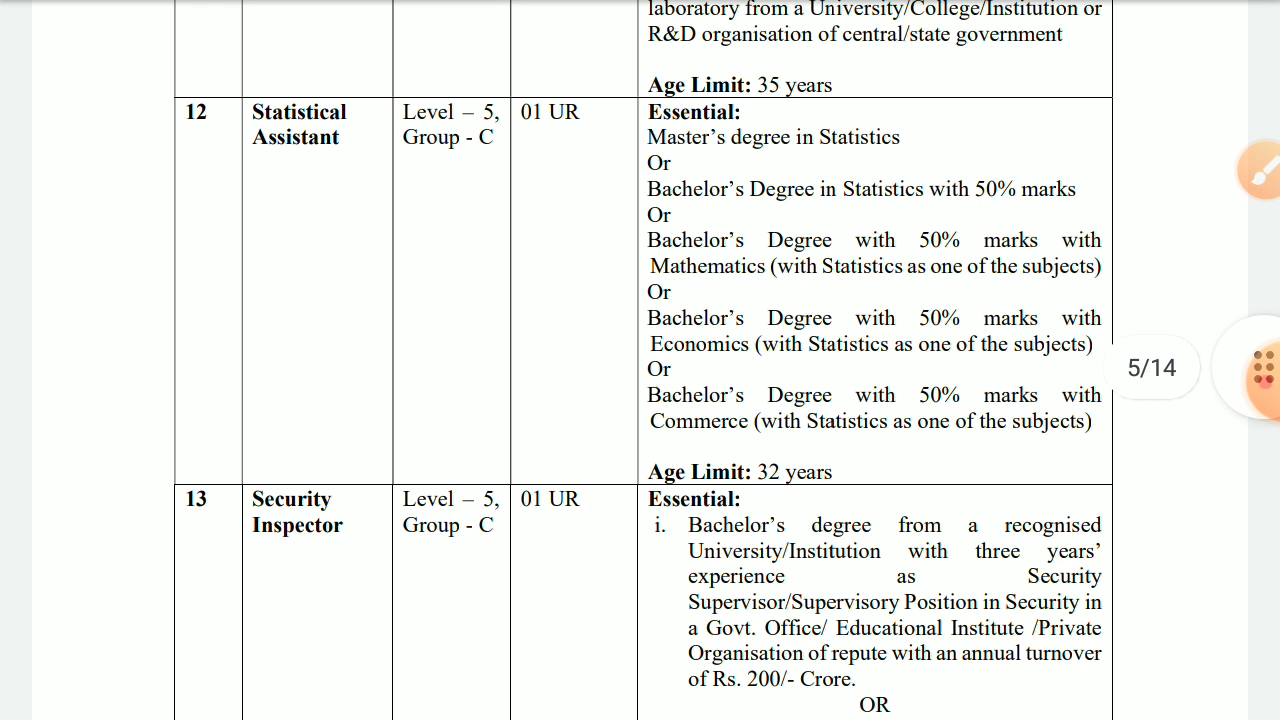 laboratory from a University/College/Institution or
R&D organisation of central/state government
Age Limit: 35 years
12
Statistical
Assistant
Level – 5,
Group - C
01 UR
Essential:
Master’s degree in Statistics
Or
Bachelor’s Degree in Statistics with 50% marks
Or
Bachelor’s Degree with 50% marks with
Mathematics (with Statistics as one of the subjects)
Or
Bachelor’s Degree with 50% marks with
Economics (with Statistics as one of the subjects)
Or
Bachelor’s Degree with 50% marks with
Commerce (with Statistics as one of the subjects)
Age Limit: 32 years
13
Security
Inspector
Level – 5,
Group - C
01 UR
Essential:
i. Bachelor’s degree from a recognised
University/Institution with three years’
experience as Security
Supervisor/Supervisory Position in Security in
a Govt. Office/ Educational Institute /Private
Organisation of repute with an annual turnover
of Rs. 200/- Crore.
OR
5/14